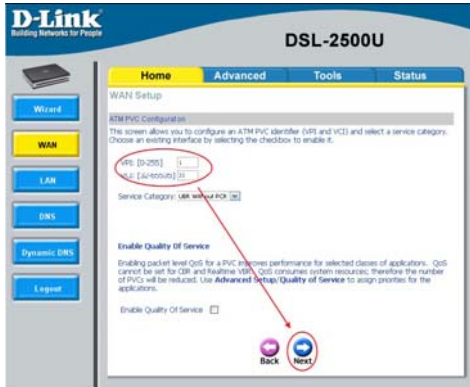 D-Link
Building Networks for People
DSL-2500U
Home
Advanced
Tools
Status
Wizard
WAN
LAN
DNS
Dynamic DNS
Logout
WAN Setup
ATM PVC Configuration
This screen allows you to configure an ATM PVC identifier (VPI and VCI) and select a service category.
Choose an existing interface by selecting the checkbox to enable it.
VPI: [0-255] 1
VCI: [32-65535]
Service Category: UBR Without PCR
Enable Quality Of Service
Enabling packet level QoS for a PVC improves performance for selected classes of applications. QoS
cannot be set for CBR and Realtime VBR. QoS consumes system resources; therefore the number
of PVCs will be reduced. Use Advanced Setup/Quality of Service to assign priorities for the
applications.
Enable Quality Of Service
Back
Next